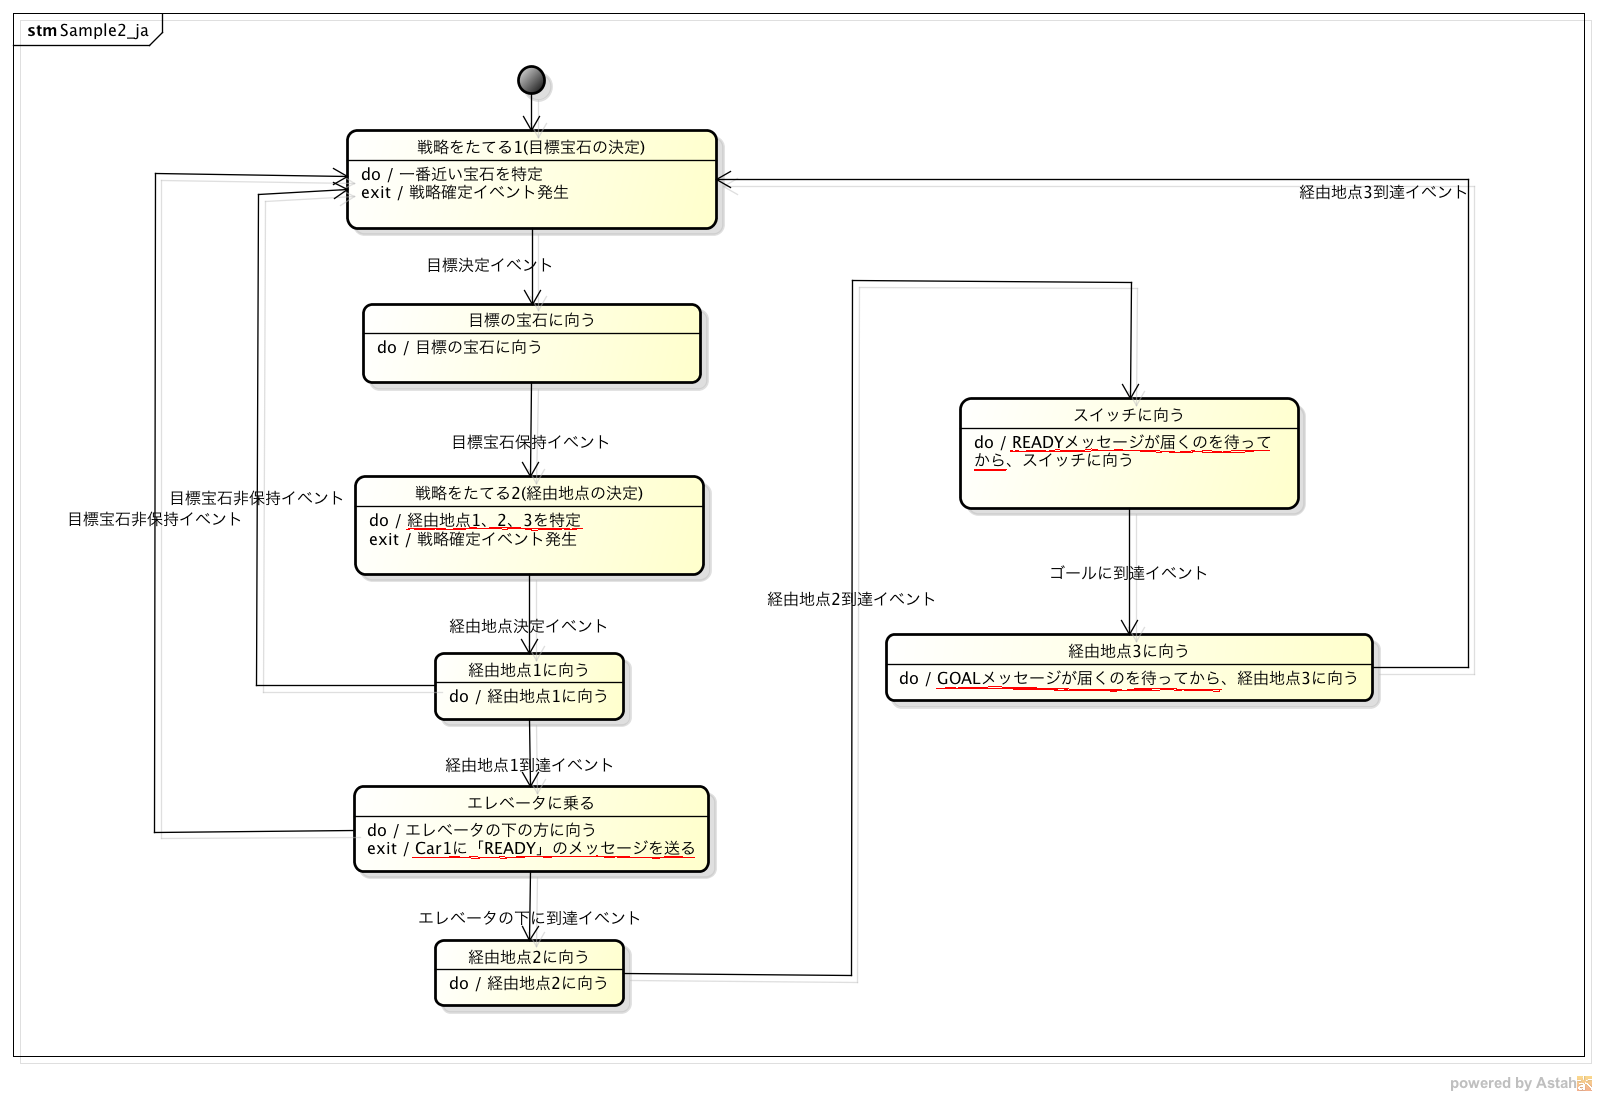 stm Sample2_ja
戦略をたてる1(目標宝石の決定)
do / 一番近い宝石を特定
exit / 戦略確定イベント発生
経由地点3到達イベント
目標決定イベント
目標の宝石に向う
do / 目標の宝石に向う
目標宝石保持イベント
戦略をたてる2(経由地点の決定)
do / 経由地点1、2、3を特定
exit / 戦略確定イベント発生
目標宝石非保持イベント
目標宝石非保持イベント
スイッチに向う
do / READYメッセージが届くのを待って
から、スイッチに向う
ゴールに到達イベント
経由地点2到達イベント
経由地点決定イベント
経由地点1に向う
do / 経由地点1に向う
経由地点3に向う
do / GOALメッセージが届くのを待ってから、経由地点3に向う
経由地点1到達イベント
エレベータに乗る
do / エレベータの下の方に向う
exit / Car1に「READY」のメッセージを送る
エレベータの下に到達イベント
経由地点2に向う
do / 経由地点2に向う
powered by Astah